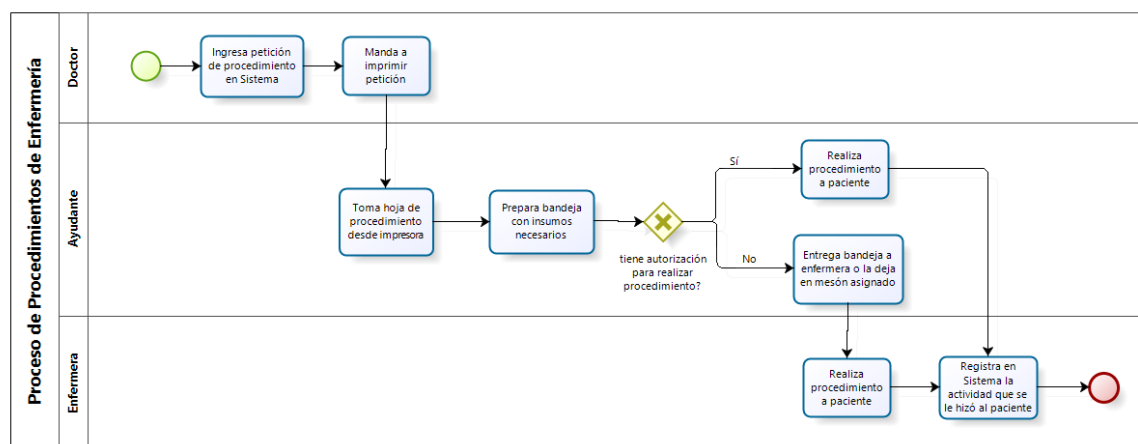 Proceso de Procedimientos de Enfermería
Doctor
Ingresa petición
de procedimiento
en Sistema
Manda a
imprimir
petición
Ayudante
Toma hoja de
procedimiento
desde impresora
Prepara bandeja
con insumos
necesarios
tiene autorización
para realizar
procedimiento?
Sí
Realiza
procedimiento
a paciente
No
Entrega bandeja a
enfermera o la deja
en mesón asignado
Enfermera
Realiza
procedimiento
a paciente
Registra en
Sistema la
actividad que se
le hizó al paciente